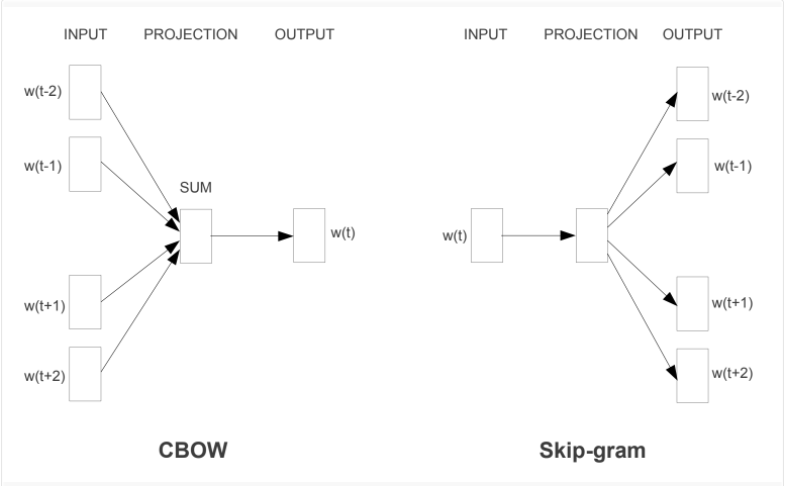 INPUT PROJECTION OUTPUT
w(t-2)
w(t-1)
SUM
w(t)
w(t+1)
w(t+2)
CBOW
INPUT PROJECTION OUTPUT
w(t-2)
w(t-1)
w(t)
w(t+1)
w(t+2)
Skip-gram